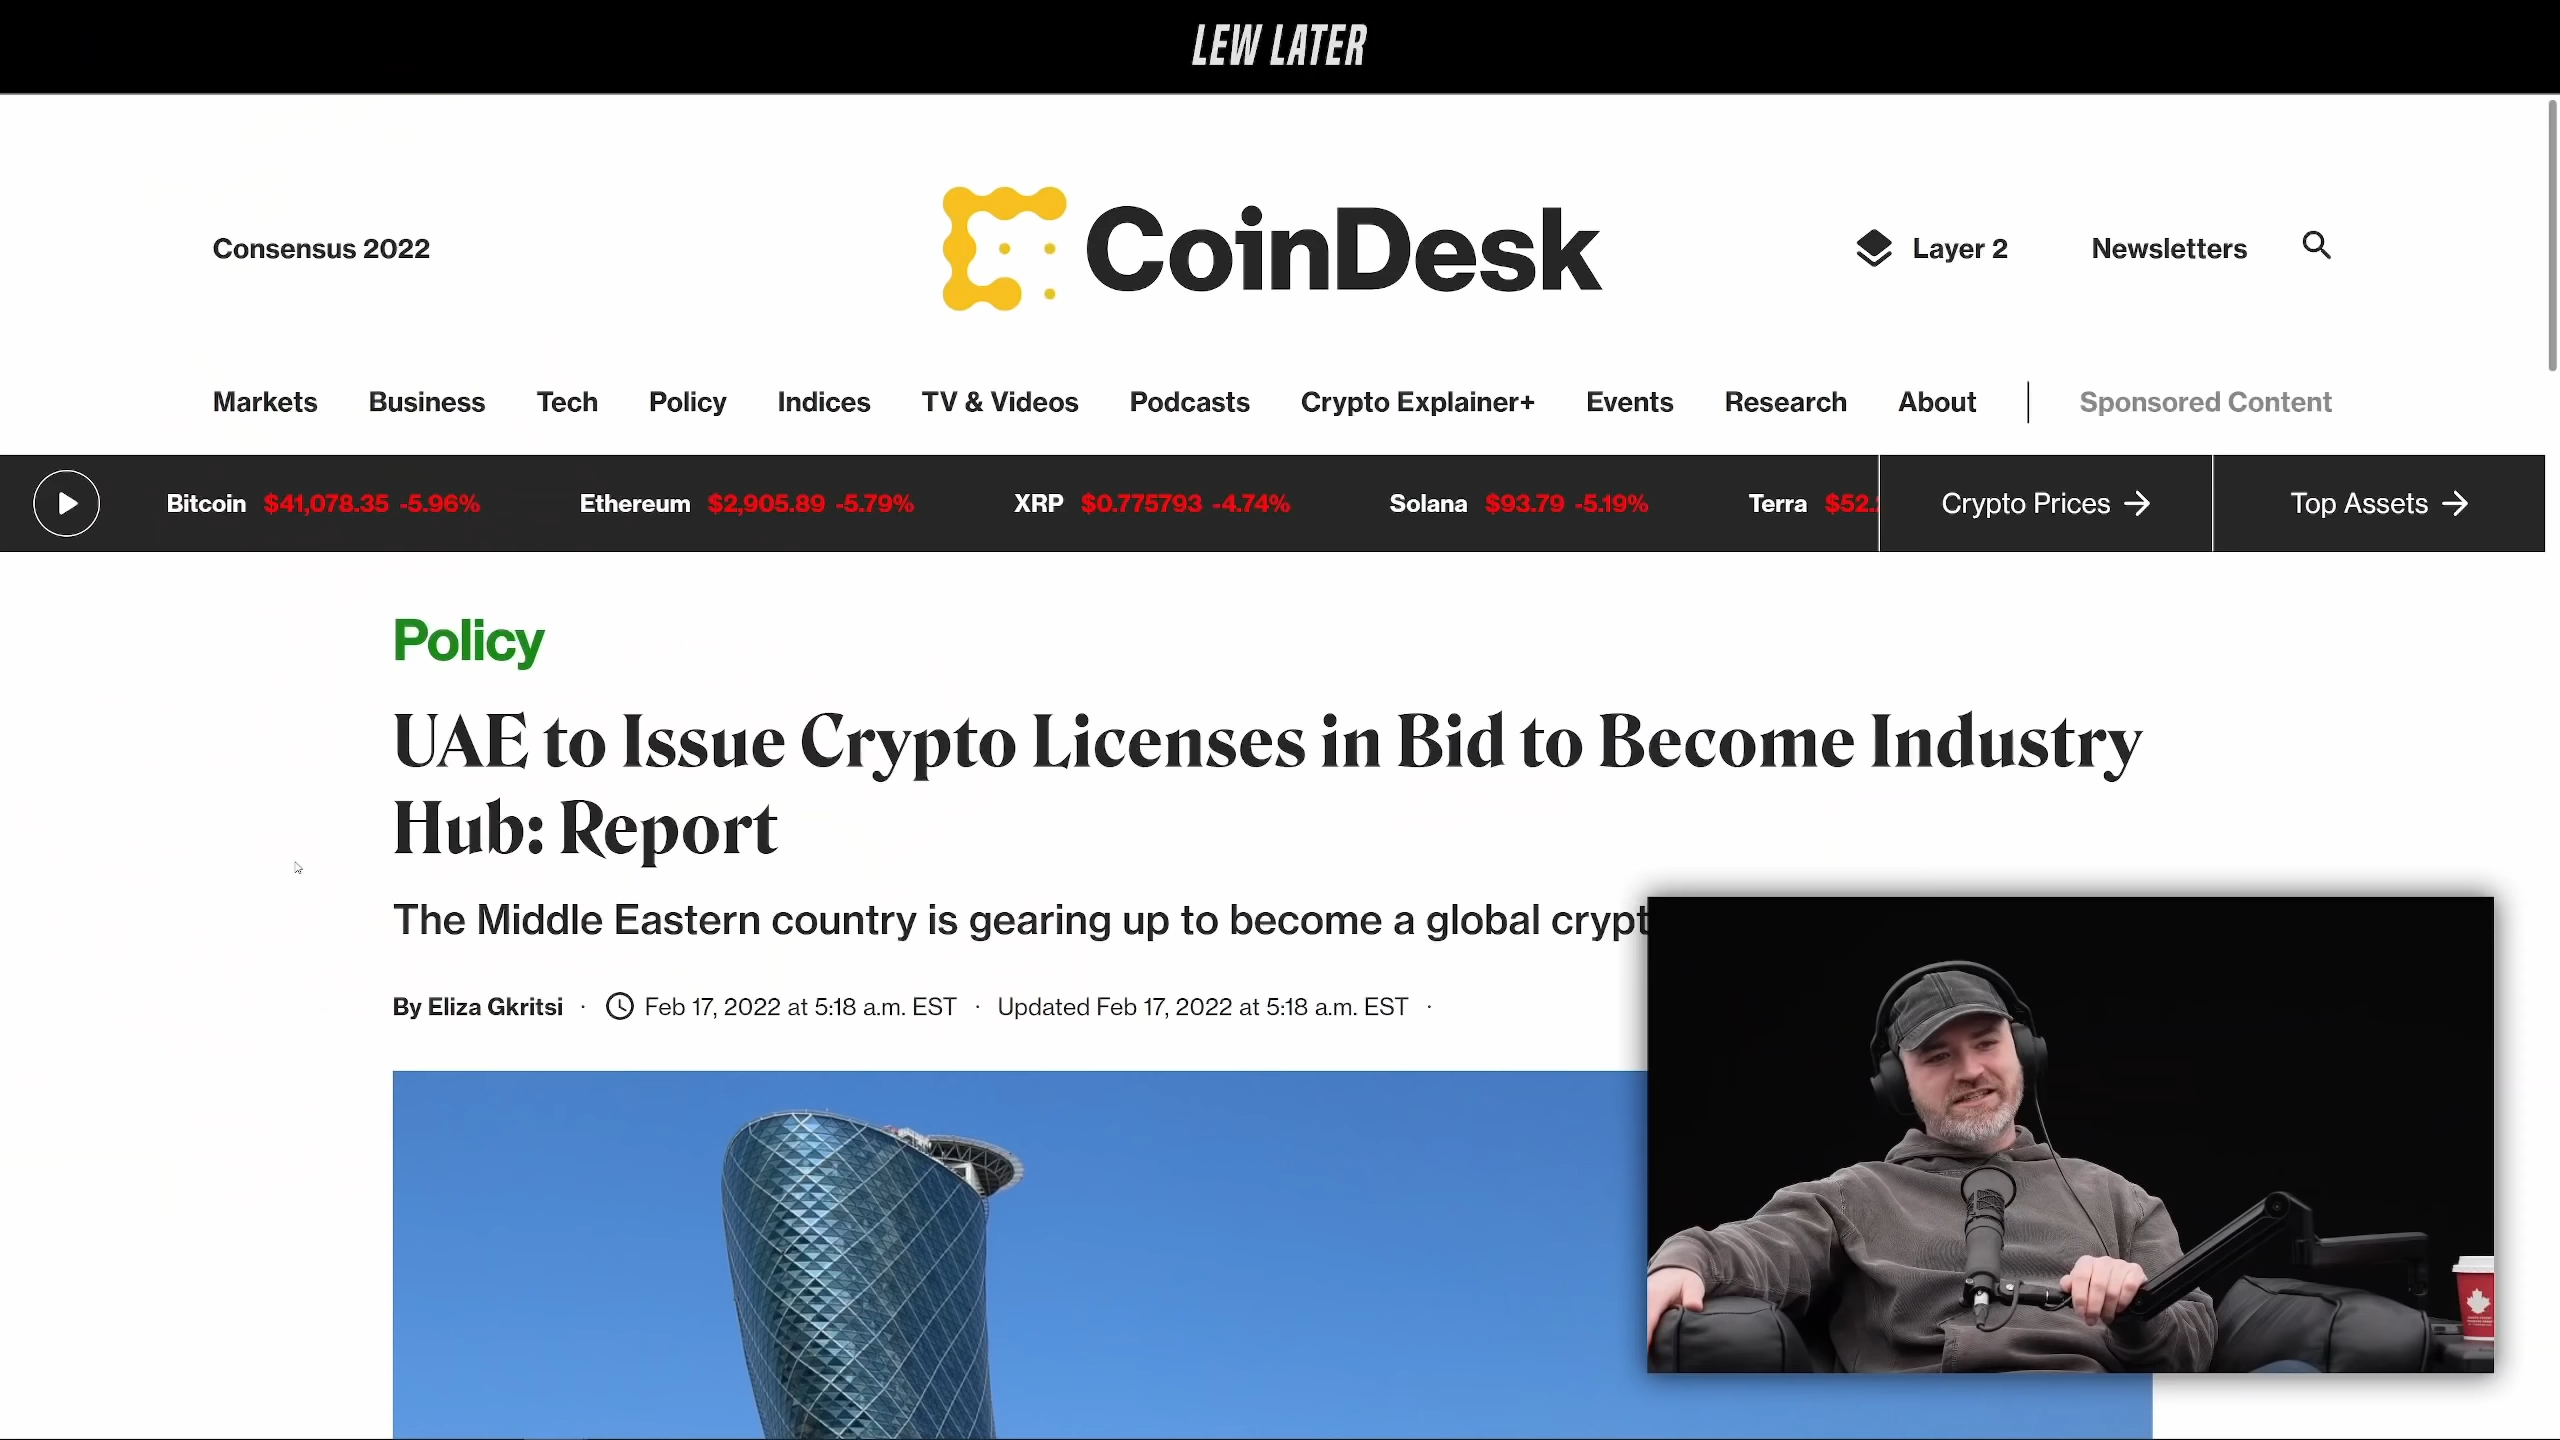 LEW LATER
Consensus 2022
CoinDesk
Layer 2
Newsletters
Markets Business Tech Policy Indices TV & Videos Podcasts Crypto Explainer+ Events Research About Sponsored Content
Bitcoin $41,078.35 -5.96% Ethereum $2,905.89 -5.79% XRP $0.775793 -4.74% Solana $93.79 -5.19% Terra $52. Crypto Prices → Top Assets →
Policy
UAE to Issue Crypto Licenses in Bid to Become Industry
Hub: Report
The Middle Eastern country is gearing up to become a global crypt
By Eliza Gkritsi · Feb 17, 2022 at 5:18 a.m. EST · Updated Feb 17, 2022 at 5:18 a.m. EST ·